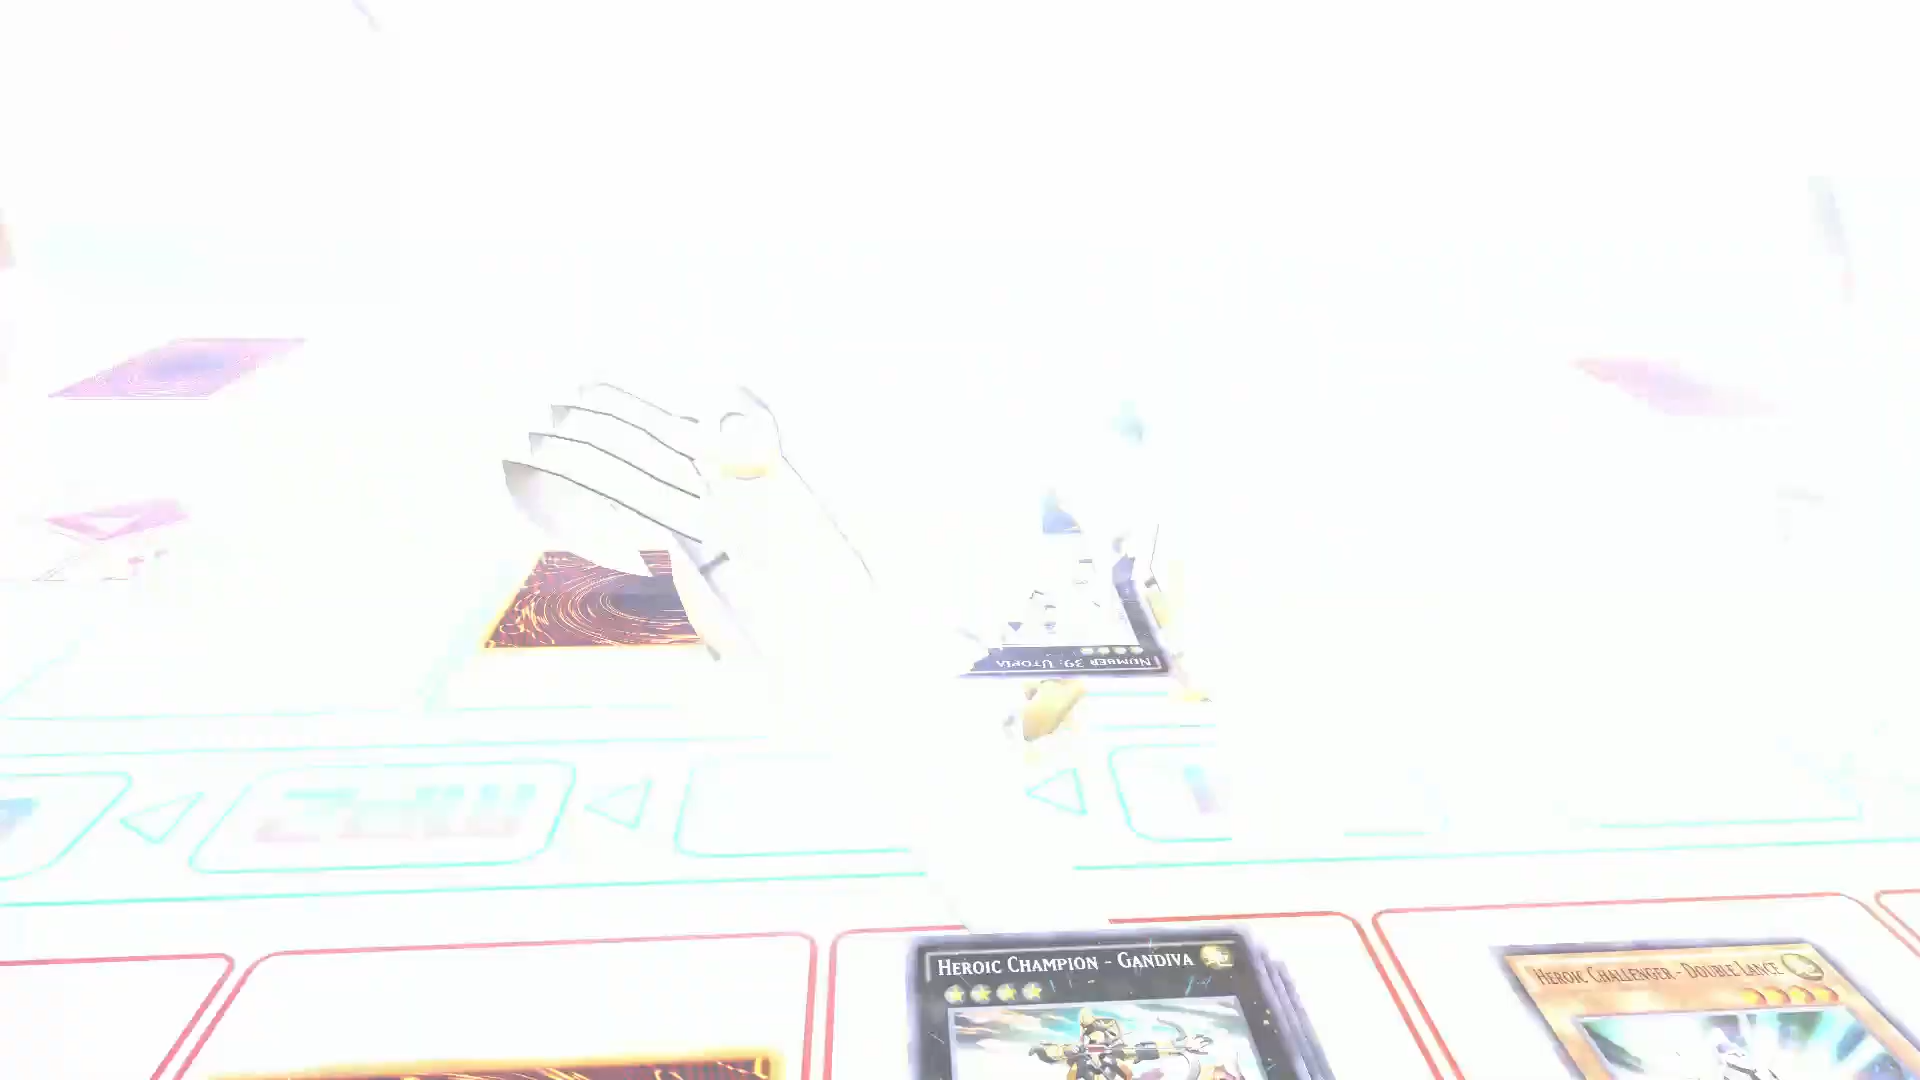 NUMBER 39: UTOPIA
HEROIC CHAMPION - GANDIVA
HEROIC CHALLENGER - DOUBLE LANCE